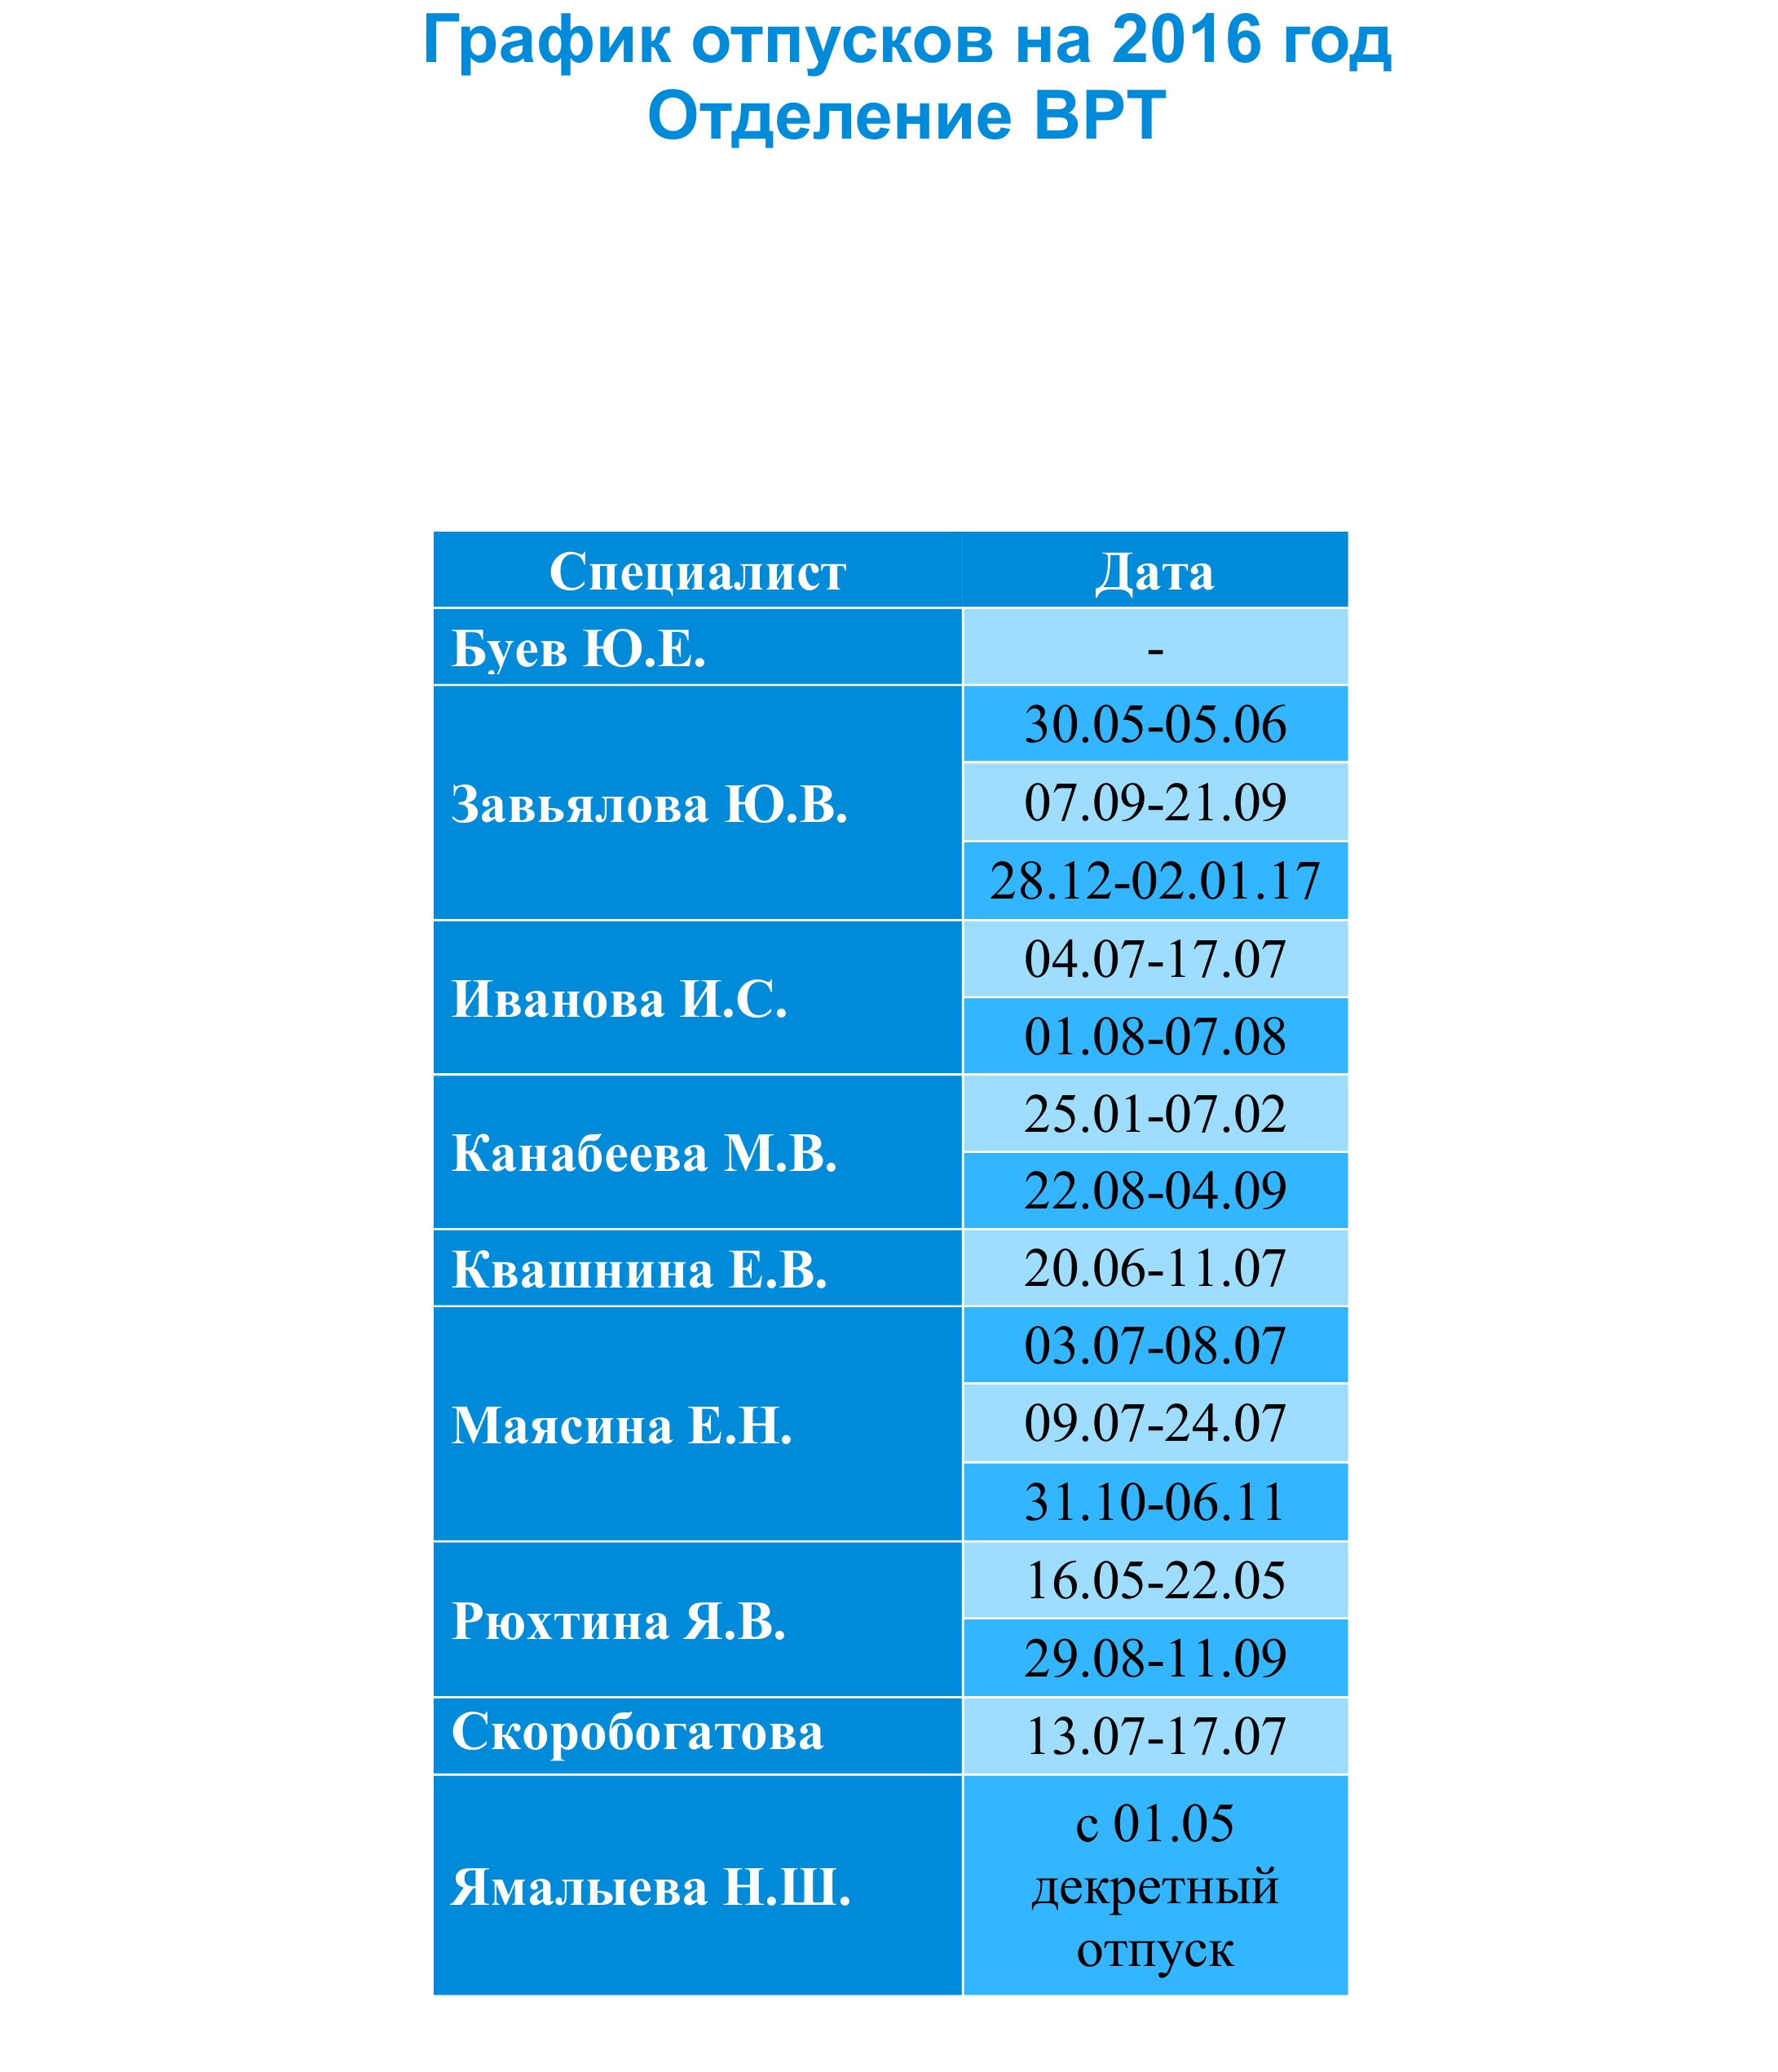 График отпусков на 2016 год
Отделение ВРТ
Специалист Дата
Буев Ю.Е. -
Завьялова Ю.В. 30.05-05.06
07.09-21.09
28.12-02.01.17
Иванова И.С. 04.07-17.07
01.08-07.08
Канабеева М.В. 25.01-07.02
22.08-04.09
Квашнина Е.В. 20.06-11.07
Маясина Е.Н. 03.07-08.07
09.07-24.07
31.10-06.11
Рюхтина Я.В. 16.05-22.05
29.08-11.09
Скоробогатова 13.07-17.07
Ямалыева Н.Ш. с 01.05
декретный
отпуск